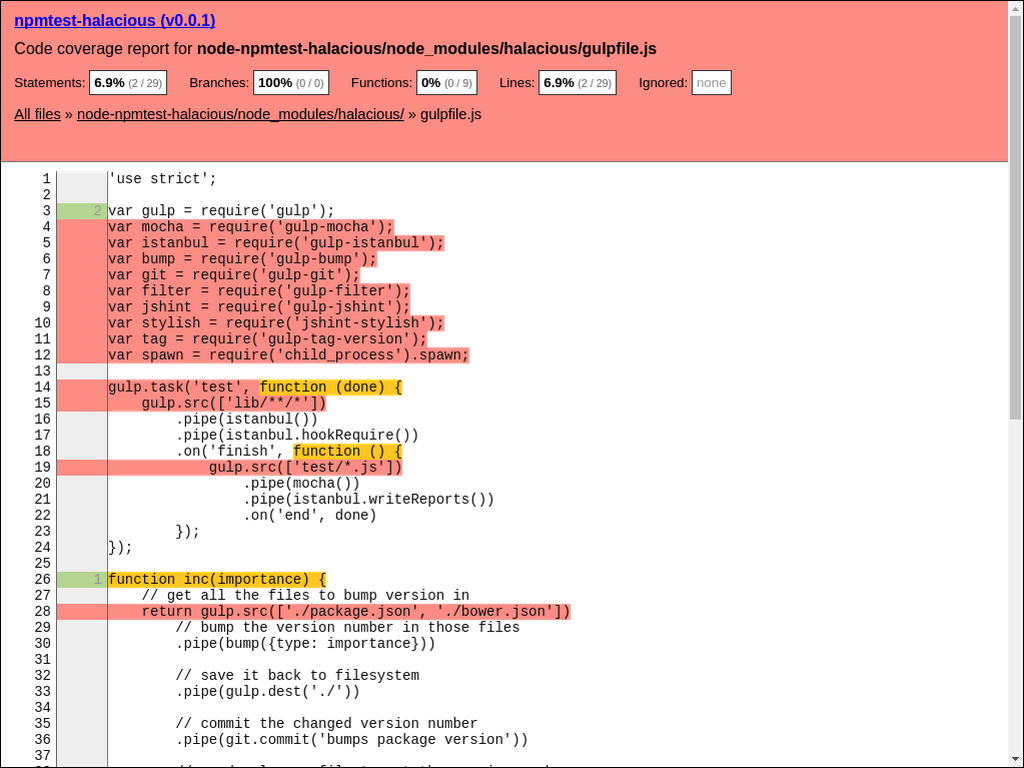 npmtest-halacious (v0.0.1)
Code coverage report for node-npmtest-halacious/node_modules/halacious/gulpfile.js
Statements: 6.9% (2 / 29) Branches: 100% (0 / 0) Functions: 0% (0 / 9) Lines: 6.9% (2 / 29) Ignored: none
All files » node-npmtest-halacious/node_modules/halacious/ » gulpfile.js
1 'use strict';
2
3 2 var gulp = require('gulp');
4 var mocha = require('gulp-mocha');
5 var istanbul = require('gulp-istanbul');
6 var bump = require('gulp-bump');
7 var git = require('gulp-git');
8 var filter = require('gulp-filter');
9 var jshint = require('gulp-jshint');
10 var stylish = require('jshint-stylish');
11 var tag = require('gulp-tag-version');
12 var spawn = require('child_process').spawn;
13
14 gulp.task('test', function (done) {
15 gulp.src(['lib/**/*'])
16 .pipe(istanbul())
17 .pipe(istanbul.hookRequire())
18 .on('finish', function () {
19 gulp.src(['test/*.js'])
20 .pipe(mocha())
21 .pipe(istanbul.writeReports())
22 .on('end', done)
23 });
24 });
25
26 1 function inc(importance) {
27 // get all the files to bump version in
28 return gulp.src(['./package.json', './bower.json'])
29 // bump the version number in those files
30 .pipe(bump({type: importance}))
31
32 // save it back to filesystem
33 .pipe(gulp.dest('./'))
34
35 // commit the changed version number
36 .pipe(git.commit('bumps package version'))
37